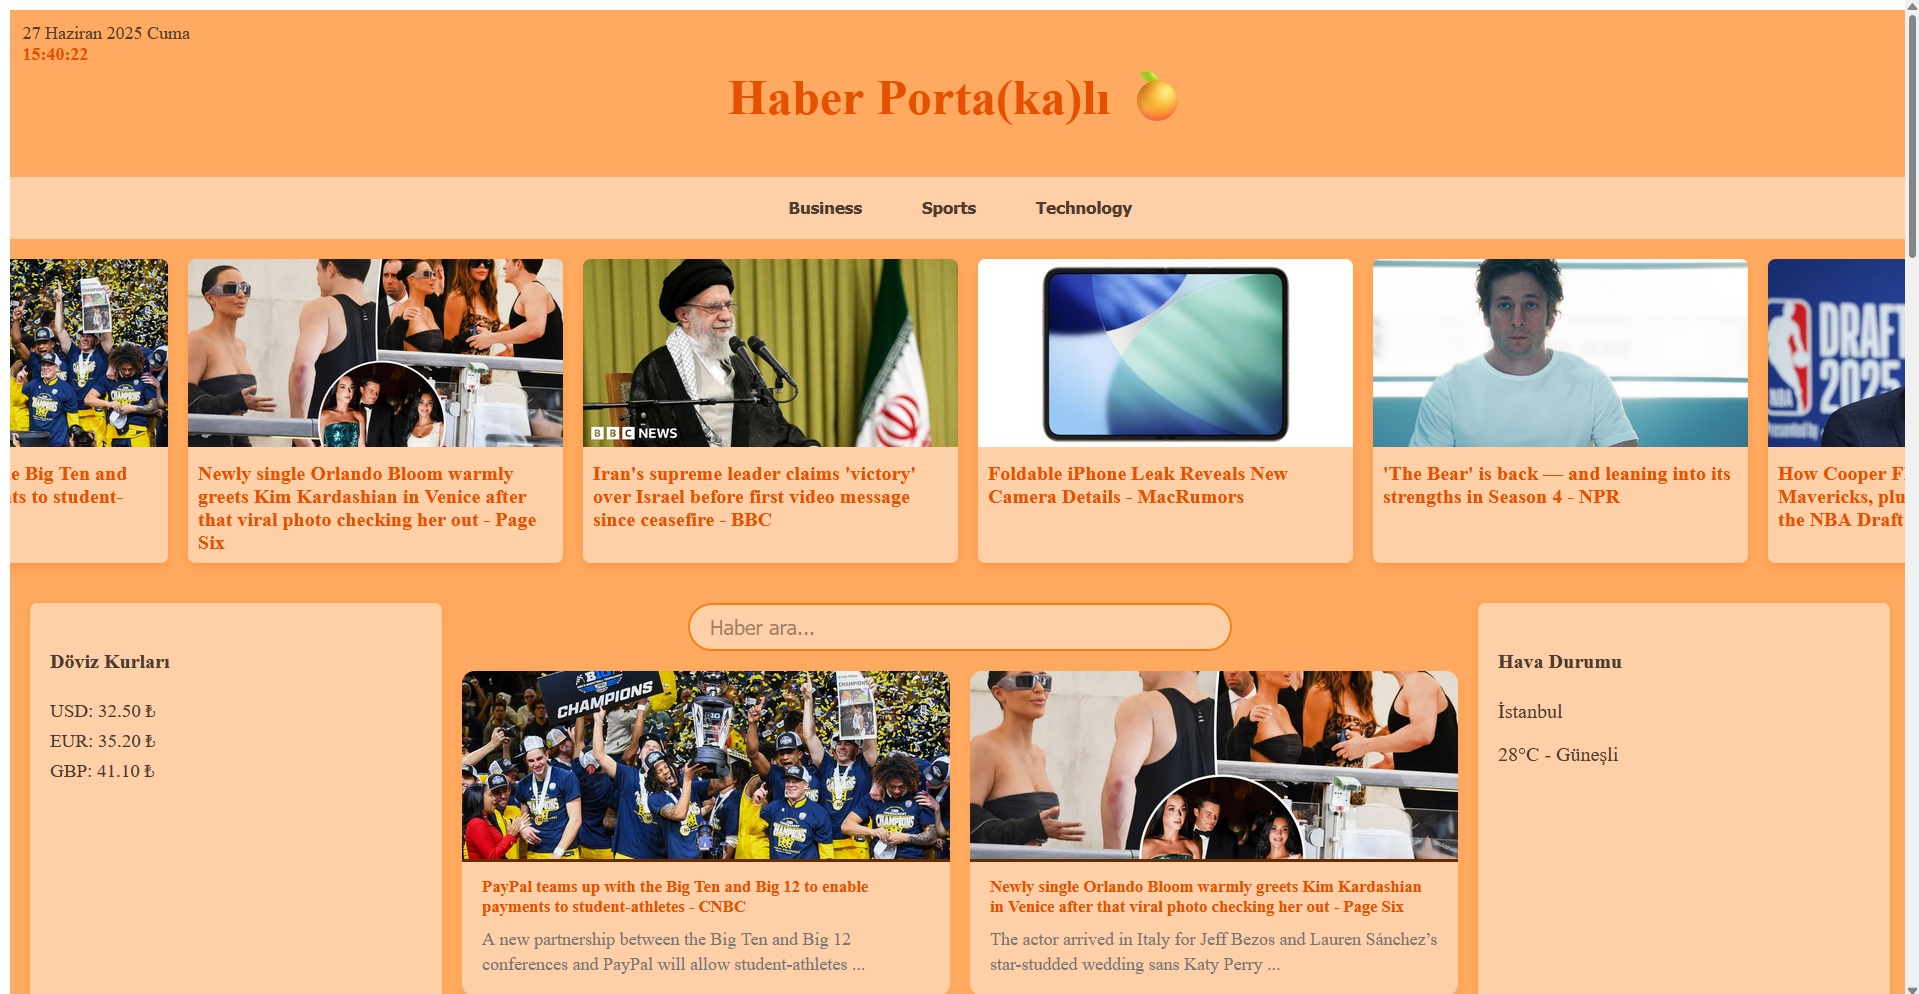 27 Haziran 2025 Cuma
15:40:22
Haber Porta(ka)lı
Business Sports Technology
CHAMPIONS
BBC NEWS
DRAFT
2025
NBA
Presented by
e Big Ten and
ts to student-
Newly single Orlando Bloom warmly
greets Kim Kardashian in Venice after
that viral photo checking her out - Page
Six
Iran's supreme leader claims 'victory'
over Israel before first video message
since ceasefire - BBC
Foldable iPhone Leak Reveals New
Camera Details - MacRumors
'The Bear' is back — and leaning into its
strengths in Season 4 - NPR
How Cooper F
Mavericks, plu
the NBA Draft
Döviz Kurları
USD: 32.50 ₺
EUR: 35.20 ₺
GBP: 41.10 ₺
Haber ara...
CHAMPIONS
CHAMPIONS
PayPal teams up with the Big Ten and Big 12 to enable
payments to student-athletes - CNBC
A new partnership between the Big Ten and Big 12
conferences and PayPal will allow student-athletes ...
Newly single Orlando Bloom warmly greets Kim Kardashian
in Venice after that viral photo checking her out - Page Six
The actor arrived in Italy for Jeff Bezos and Lauren Sánchez’s
star-studded wedding sans Katy Perry ...
Hava Durumu
İstanbul
28°C - Güneşli